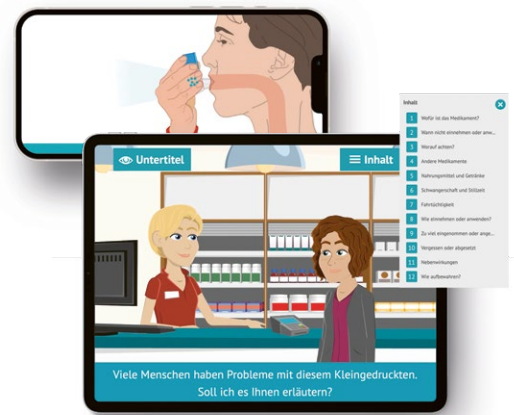 Untertitel
Inhalt
Viele Menschen haben Probleme mit diesem Kleingedruckten.
Soll ich es Ihnen erläutern?
Inhalt
1 Wofür ist das Medikament?
2 Wann nicht einnehmen oder anw...
3 Worauf achten?
4 Andere Medikamente
5 Nahrungsmittel und Getränke
6 Schwangerschaft und Stillzeit
7 Fahrtüchtigkeit
8 Wie einnehmen oder anwenden?
9 Zu viel eingenommen oder ange...
10 Vergessen oder abgesetzt
11 Nebenwirkungen
12 Wie aufbewahren?